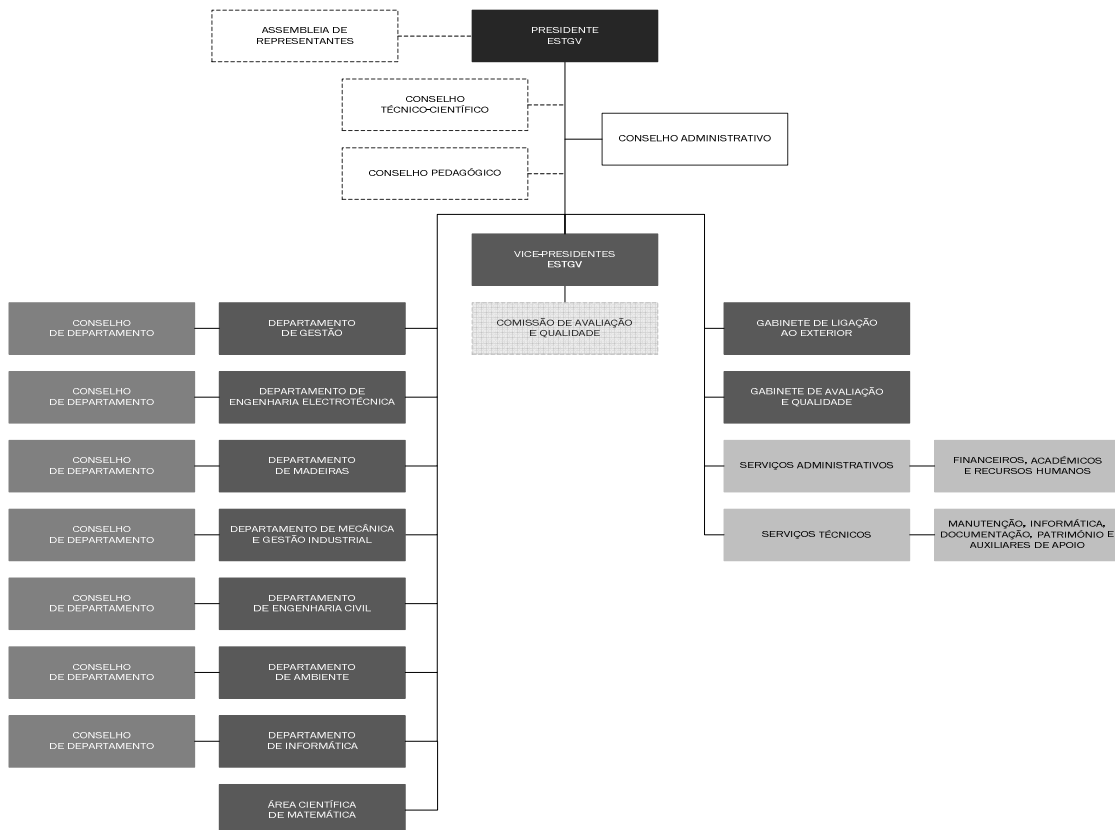 ASSEMBLEIA DE
REPRESENTANTES
PRESIDENTE
ESTGV
CONSELHO
TÉCNICO-CIENTÍFICO
CONSELHO ADMINISTRATIVO
CONSELHO PEDAGÓGICO
VICE-PRESIDENTES
ESTGV
CONSELHO
DE DEPARTAMENTO
DEPARTAMENTO
DE GESTÃO
COMISSÃO DE AVALIAÇÃO
E QUALIDADE
GABINETE DE LIGAÇÃO
AO EXTERIOR
CONSELHO
DE DEPARTAMENTO
DEPARTAMENTO DE
ENGENHARIA ELECTROTÉCNICA
GABINETE DE AVALIAÇÃO
E QUALIDADE
CONSELHO
DE DEPARTAMENTO
DEPARTAMENTO
DE MADEIRAS
SERVIÇOS ADMINISTRATIVOS
FINANCEIROS, ACADÉMICOS
E RECURSOS HUMANOS
CONSELHO
DE DEPARTAMENTO
DEPARTAMENTO DE MECÂNICA
E GESTÃO INDUSTRIAL
SERVIÇOS TÉCNICOS
MANUTENÇÃO, INFORMÁTICA,
DOCUMENTAÇÃO, PATRIMÓNIO E
AUXILIARES DE APOIO
CONSELHO
DE DEPARTAMENTO
DEPARTAMENTO
DE ENGENHARIA CIVIL
CONSELHO
DE DEPARTAMENTO
DEPARTAMENTO
DE AMBIENTE
CONSELHO
DE DEPARTAMENTO
DEPARTAMENTO
DE INFORMÁTICA
ÁREA CIENTÍFICA
DE MATEMÁTICA